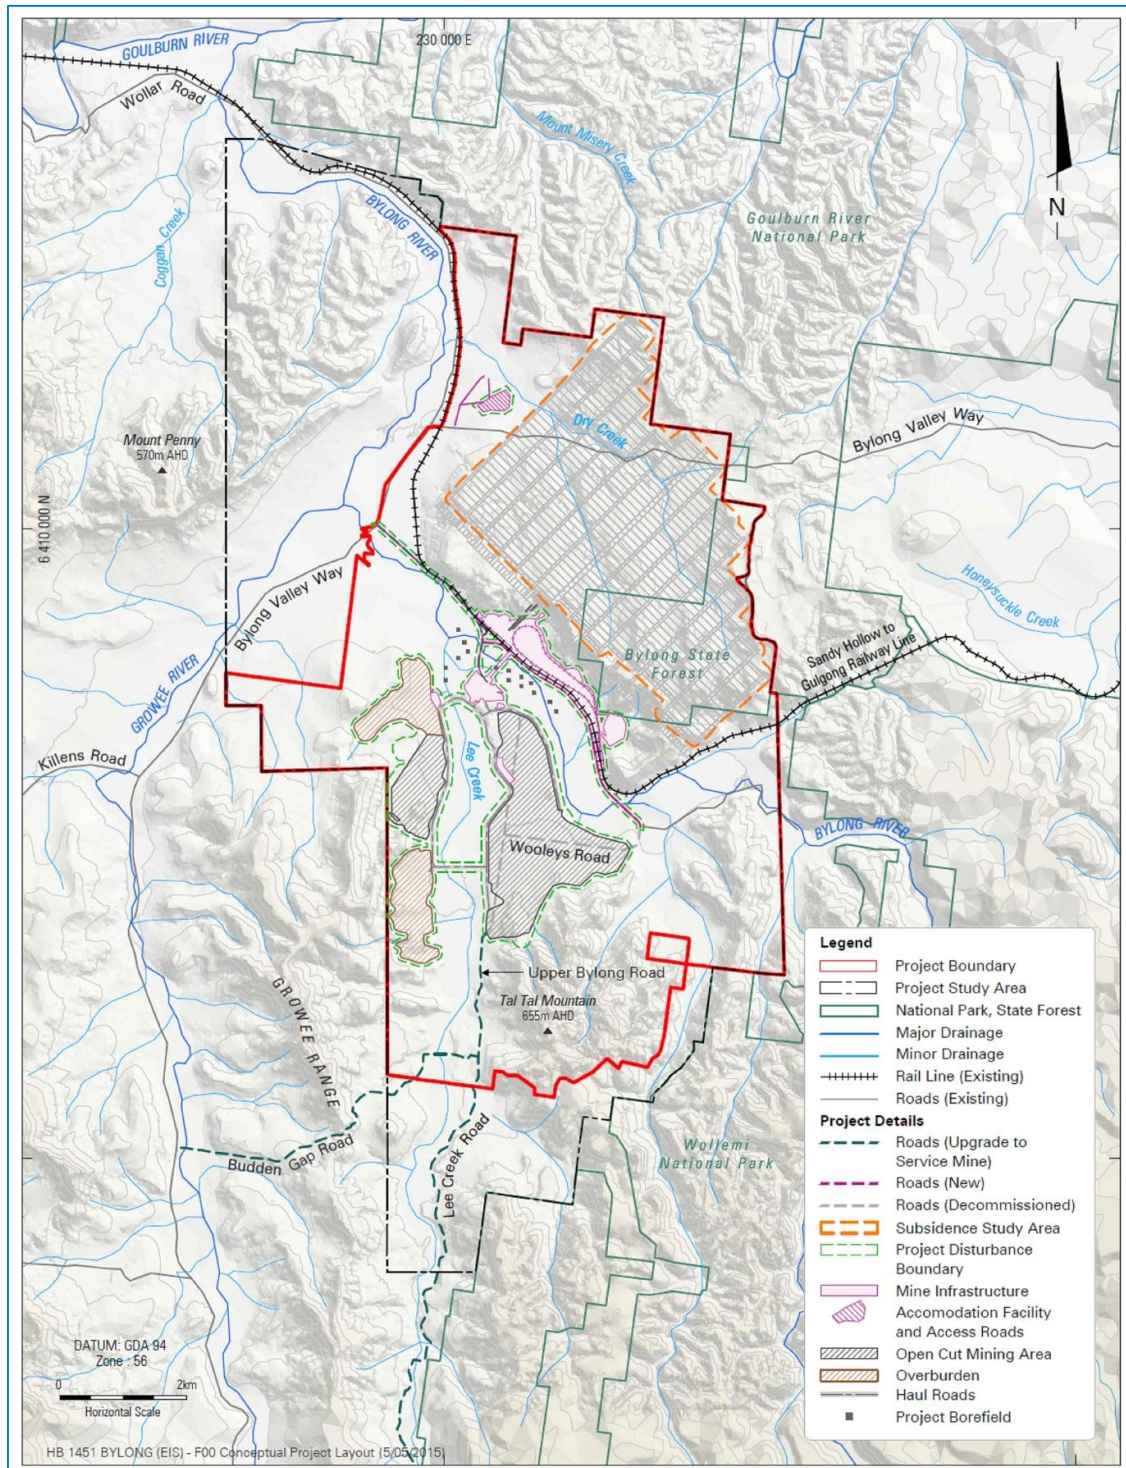 GOULBURN RIVER
230 000 E
Wollar Road
Mount Misery Creek
N
BYLONG RIVER
Goulburn River
National Park
Coggan Creek
Dry Creek
Bylong Valley Way
Mount Penny
570m AHD
6 410 000 N
Honeysuckle Creek
Bylong Valley Way
Sandy Hollow to
Gulgong Railway Line
Bylong State
Forest
GROWEE RIVER
Killens Road
Lee Creek
BYLONG RIVER
Wooleys Road
Upper Bylong Road
Tal Tal Mountain
655m AHD
GROWEE RANGE
Budden Gap Road
Lee Creek Road
Wollemi
National Park
Legend
Project Boundary
Project Study Area
National Park, State Forest
Major Drainage
Minor Drainage
Rail Line (Existing)
Roads (Existing)
Project Details
Roads (Upgrade to
Service Mine)
Roads (New)
Roads (Decommissioned)
Subsidence Study Area
Project Disturbance
Boundary
Mine Infrastructure
Accomodation Facility
and Access Roads
Open Cut Mining Area
Overburden
Haul Roads
Project Borefield
DATUM: GDA 94
Zone : 56
0 2km
Horizontal Scale
HB 1451 BYLONG (EIS) - F00 Conceptual Project Layout (5/05/2015)